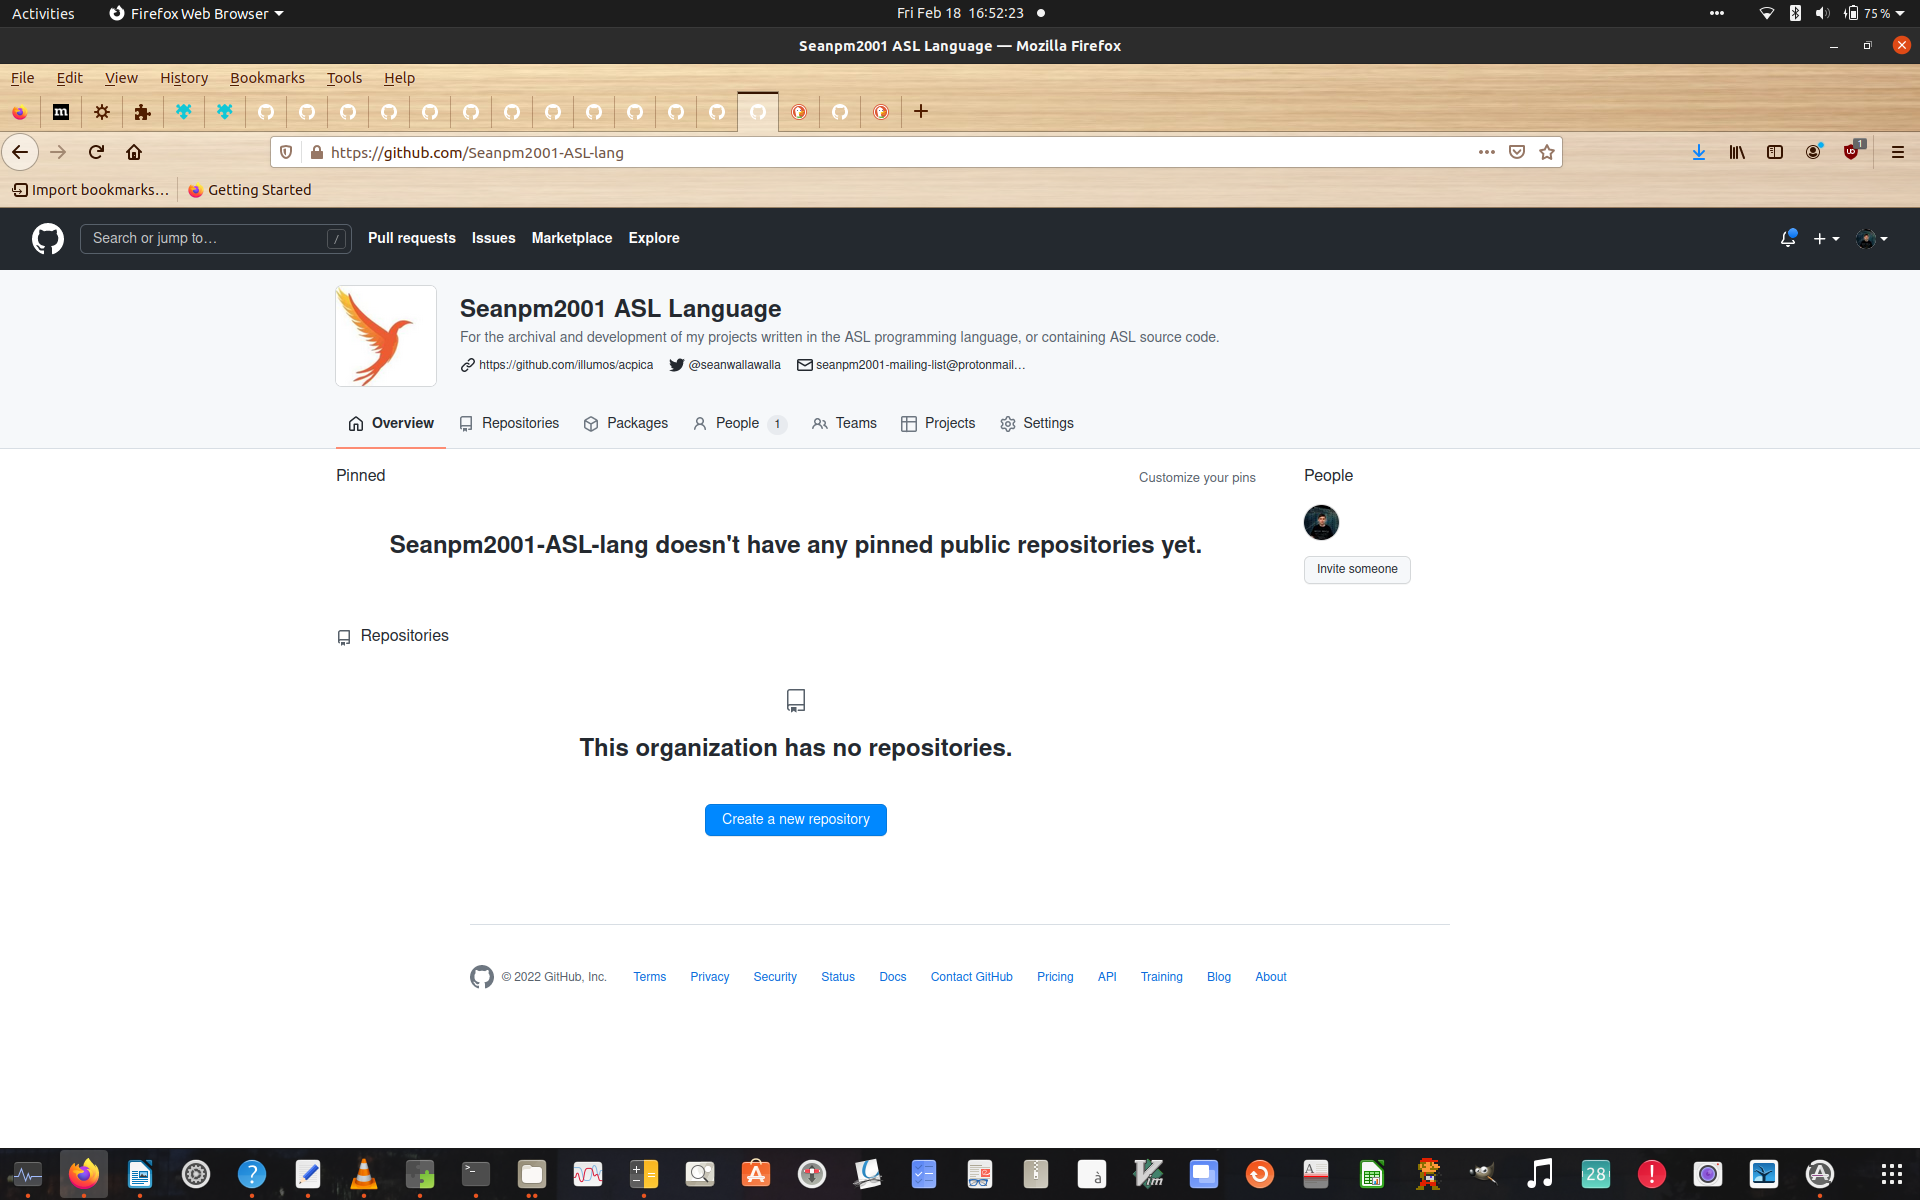 Activities Firefox Web Browser Fri Feb 18 16:52:23 75 %
Seanpm2001 ASL Language — Mozilla Firefox
File Edit View History Bookmarks Tools Help
https://github.com/Seanpm2001-ASL-lang 1
Import bookmarks… Getting Started
Search or jump to… / Pull requests Issues Marketplace Explore
Seanpm2001 ASL Language
For the archival and development of my projects written in the ASL programming language, or containing ASL source code.
https://github.com/illumos/acpica @seanwallawalla seanpm2001-mailing-list@protonmail…
Overview Repositories Packages People 1 Teams Projects Settings
Pinned Customize your pins People
Seanpm2001-ASL-lang doesn't have any pinned public repositories yet.
Invite someone
Repositories
This organization has no repositories.
Create a new repository
© 2022 GitHub, Inc. Terms Privacy Security Status Docs Contact GitHub Pricing API Training Blog About
28